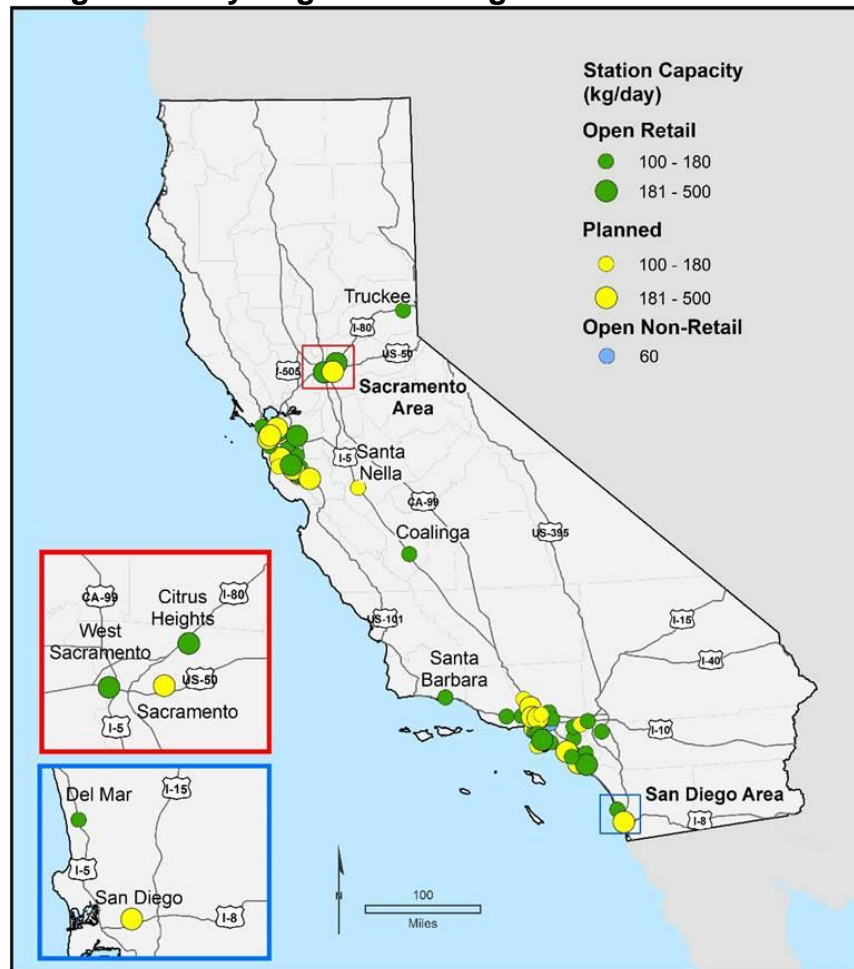 Station Capacity
(kg/day)
Open Retail
100 - 180
181 - 500
Planned
100 - 180
181 - 500
Open Non-Retail
60
Truckee
I-80
US-50
I-505
Sacramento
Area
I-5
Santa
Nella
CA-99
Coalinga
US-395
US-101
I-15
I-40
Santa
Barbara
I-10
San Diego Area
I-8
CA-99
Citrus
Heights
I-80
West
Sacramento
US-50
Sacramento
I-5
Del Mar
I-15
I-5
San Diego
I-8
N
100
Miles